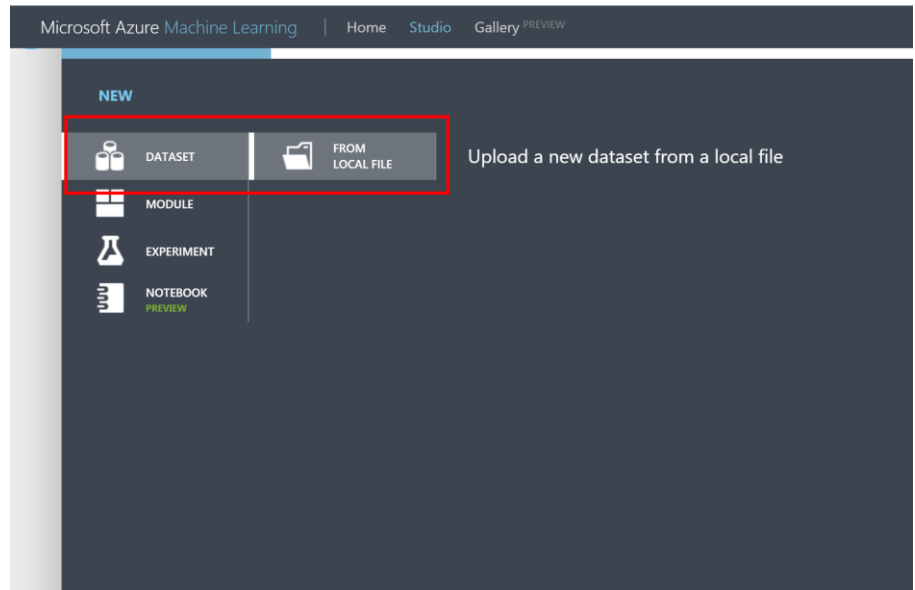 Microsoft Azure Machine Learning | Home Studio Gallery PREVIEW
NEW
DATASET
FROM
LOCAL FILE
Upload a new dataset from a local file
MODULE
EXPERIMENT
NOTEBOOK
PREVIEW